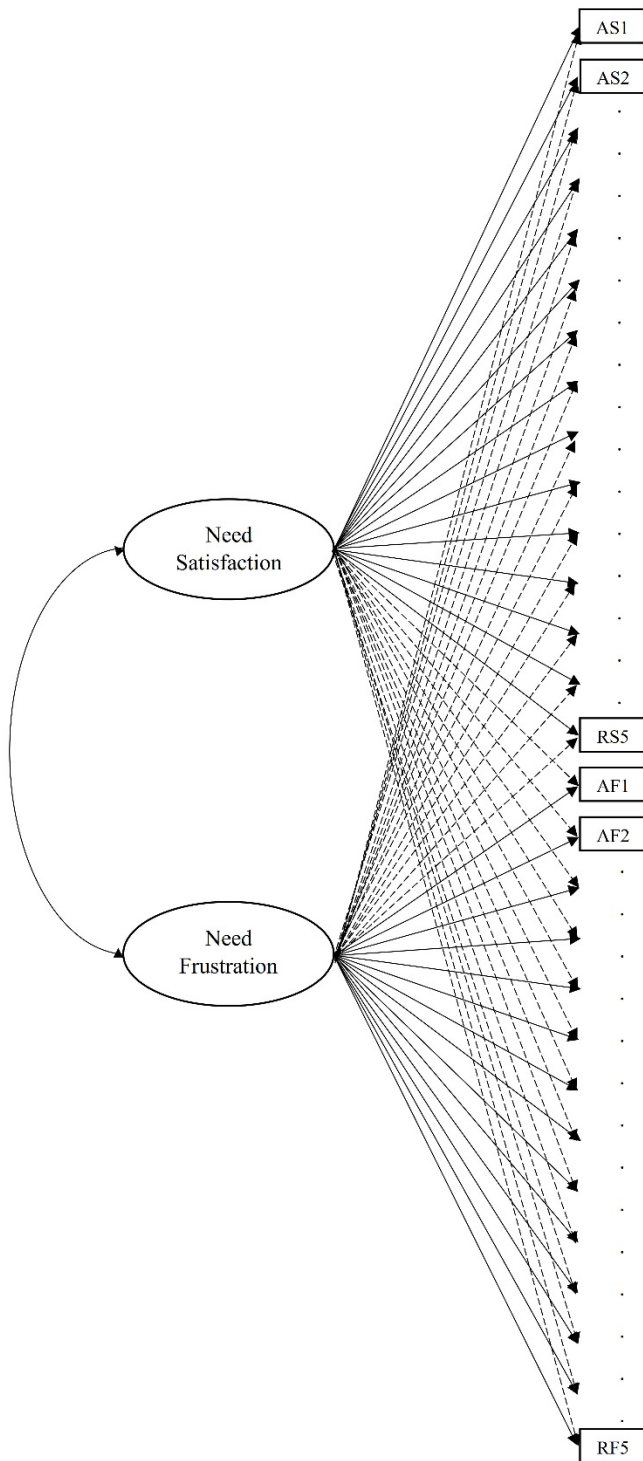 AS1
AS2
Need
Satisfaction
RS5
AF1
AF2
Need
Frustration
RF5